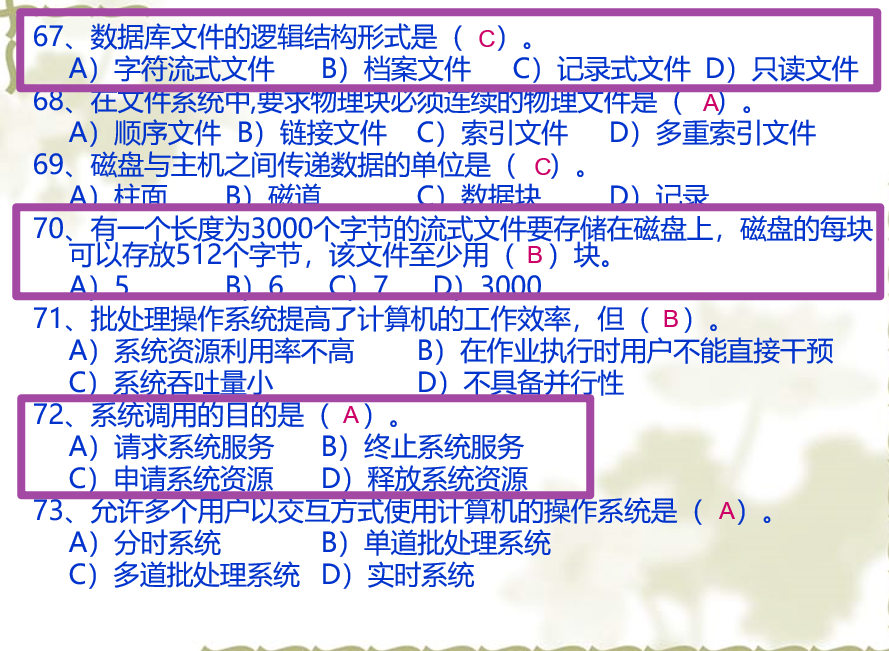 67、数据库文件的逻辑结构形式是（ C）。
A）字符流式文件 B）档案文件 C）记录式文件 D）只读文件
68、在文件系统中,要求物理块必须连续的物理文件是（ A）。
A）顺序文件 B）链接文件 C）索引文件 D）多重索引文件
69、磁盘与主机之间传递数据的单位是（ C）。
A）柱面 B）磁道 C）数据块 D）记录
70、有一个长度为3000个字节的流式文件要存储在磁盘上，磁盘的每块
可以存放512个字节，该文件至少用（ B ）块。
A）5 B）6 C）7 D）3000
71、批处理操作系统提高了计算机的工作效率，但（ B ）。
A）系统资源利用率不高 B）在作业执行时用户不能直接干预
C）系统吞吐量小 D）不具备并行性
72、系统调用的目的是（ A ）。
A）请求系统服务 B）终止系统服务
C）申请系统资源 D）释放系统资源
73、允许多个用户以交互方式使用计算机的操作系统是（ A ）。
A）分时系统 B）单道批处理系统
C）多道批处理系统 D）实时系统